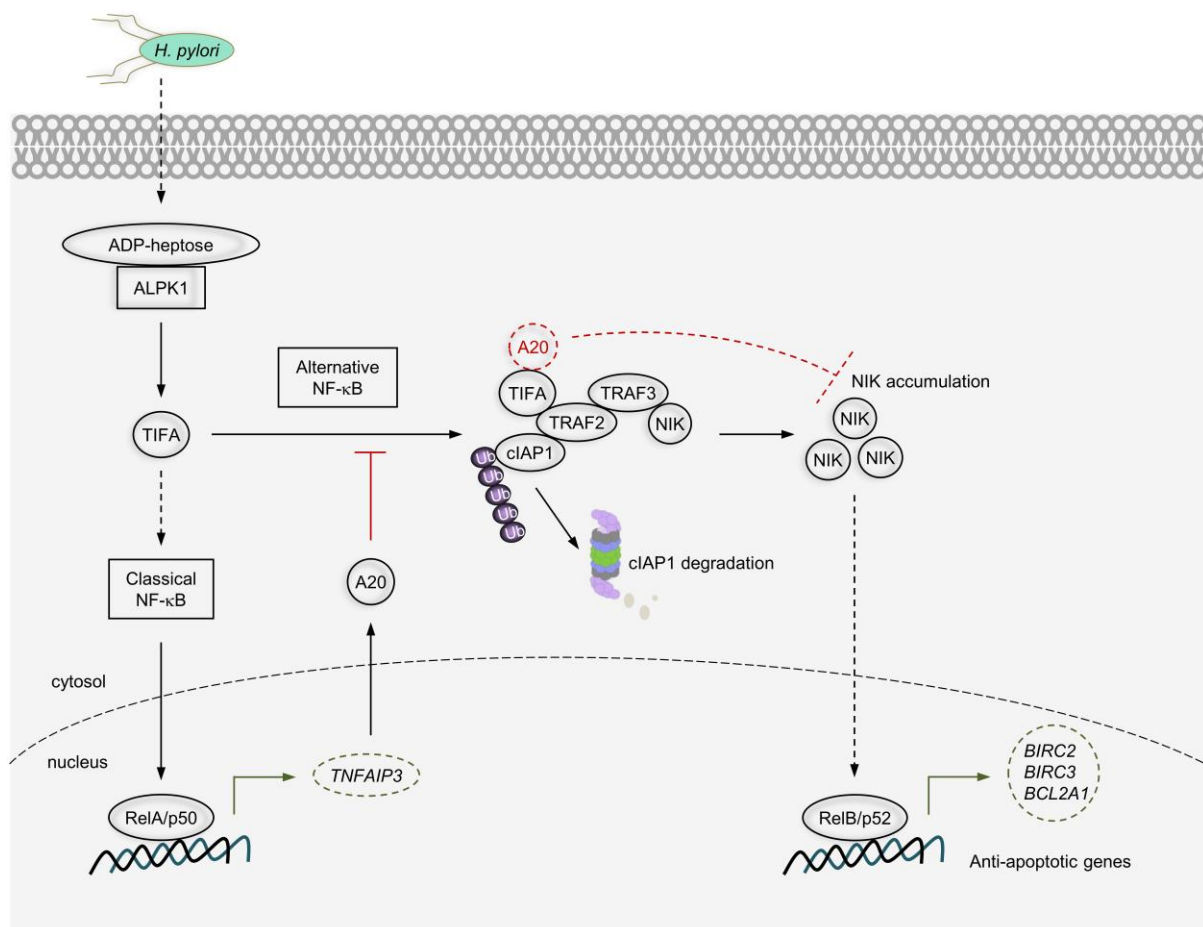 H. pylori
ADP-heptose
ALPK1
TIFA
Classical
NF-κB
Alternative
NF-κB
A20
TIFA
TRAF2
TRAF3
NIK
cIAP1
Ub
Ub
Ub
Ub
Ub
cIAP1 degradation
NIK accumulation
NIK
NIK
NIK
A20
cytosol
nucleus
RelA/p50
TNFAIP3
RelB/p52
BIRC2
BIRC3
BCL2A1
Anti-apoptotic genes